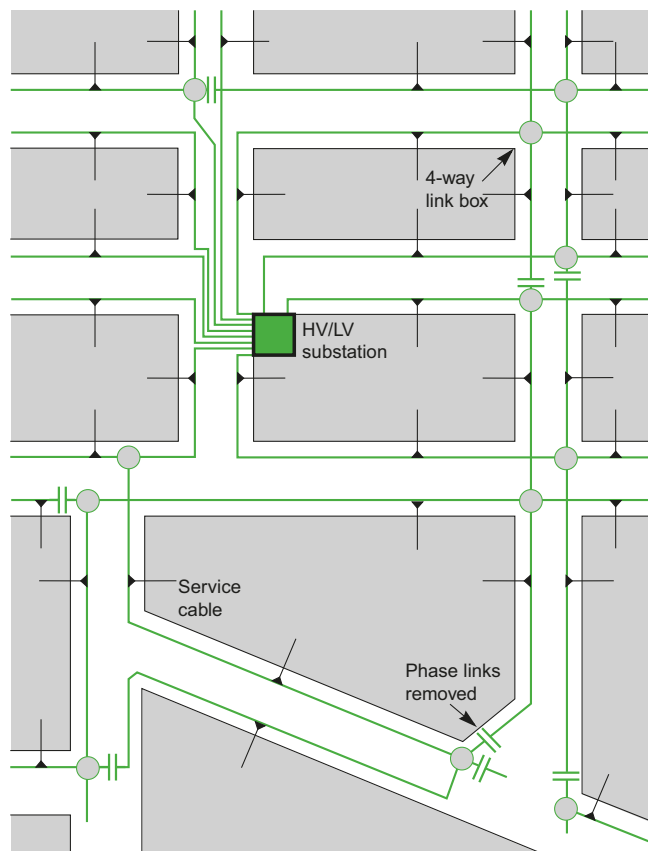 4-way
link box
HV/LV
substation
Service
cable
Phase links
removed